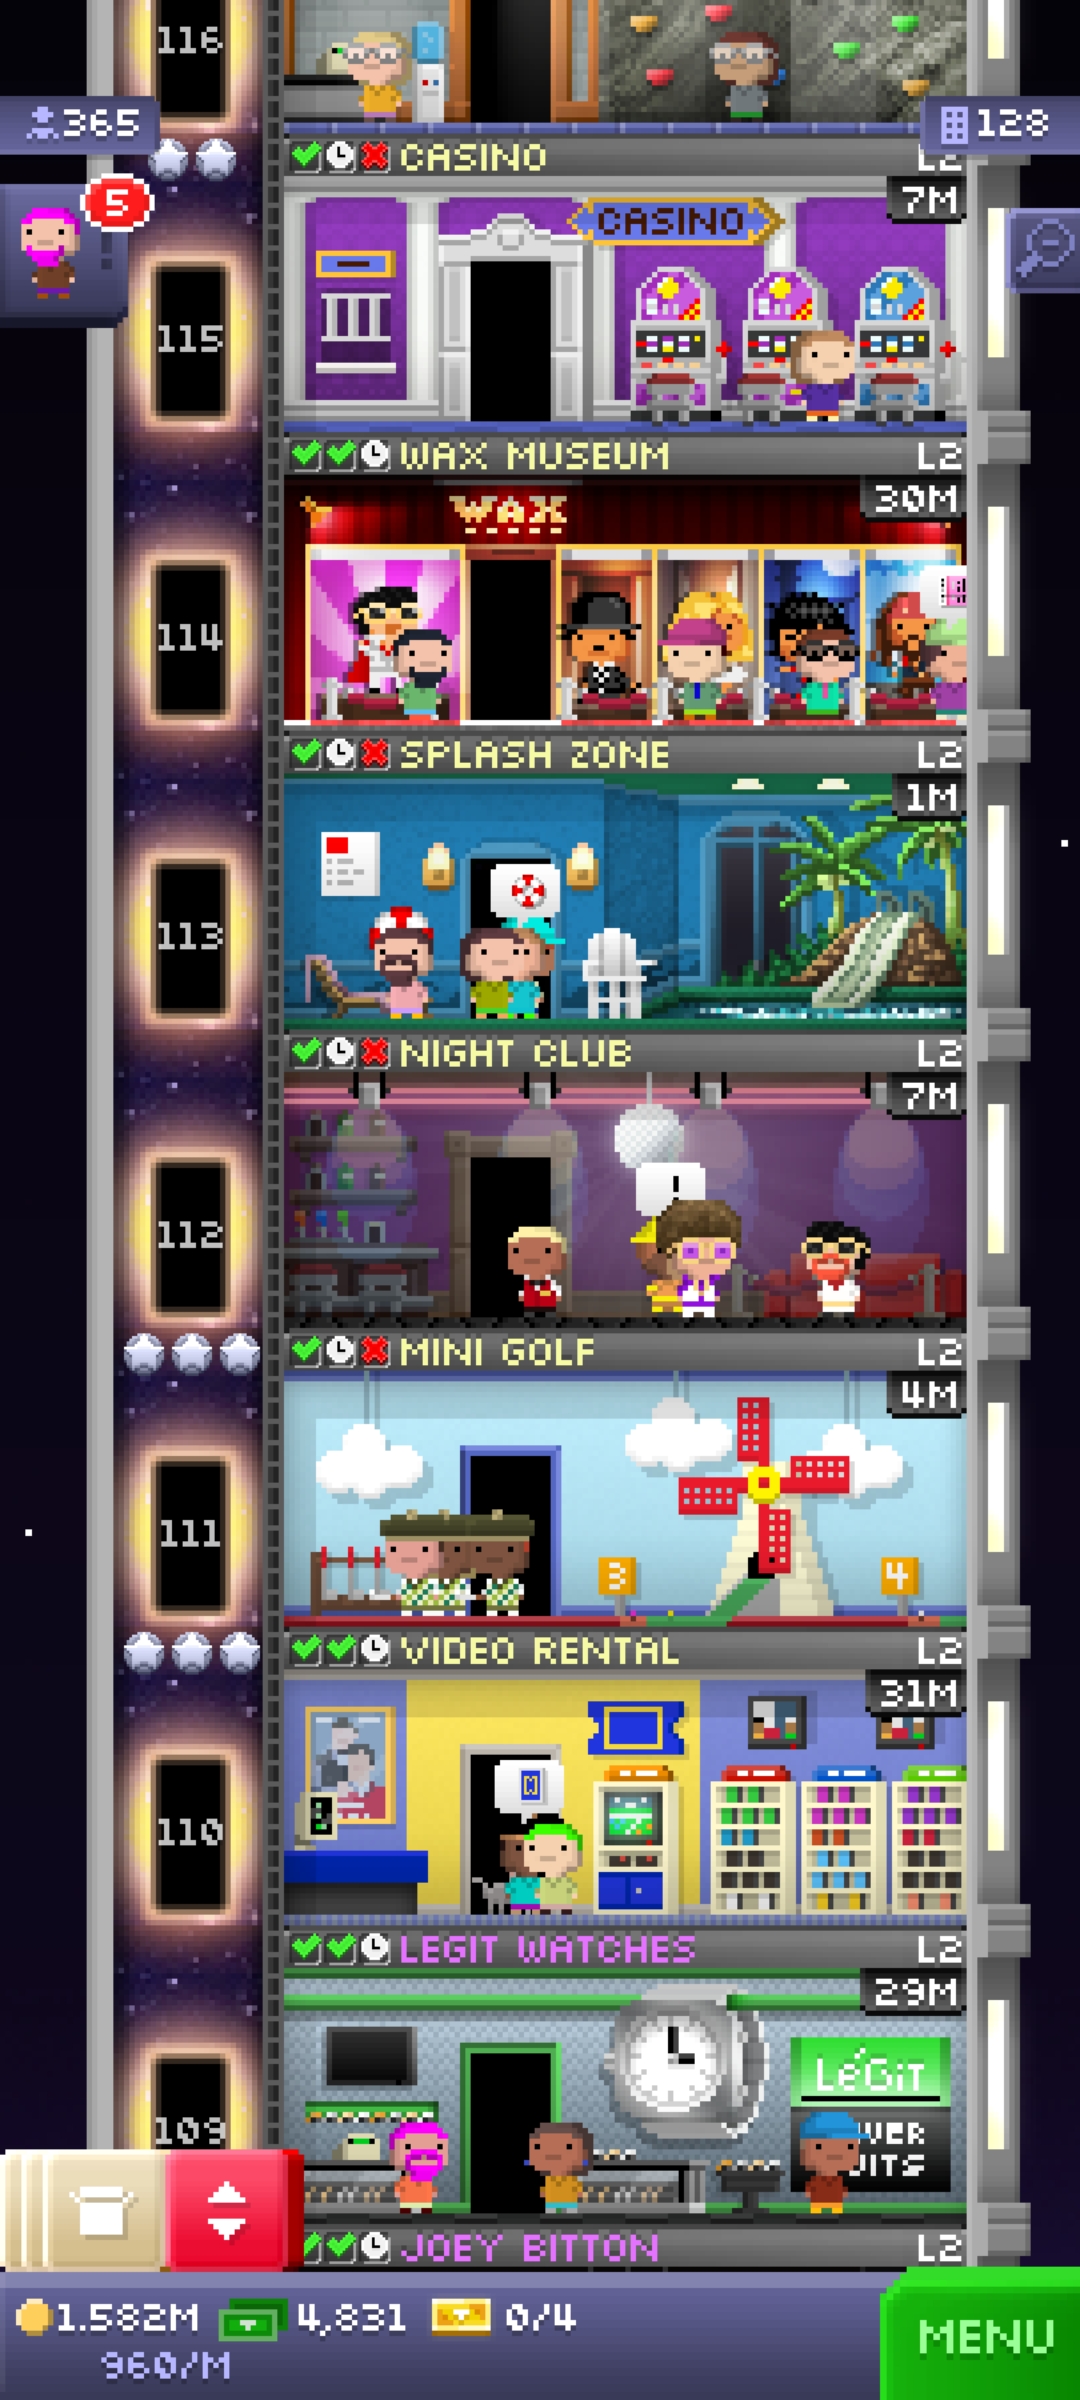 116
365
128
CASINO
L2
7M
CASINO
5
115
WAX MUSEUM L2
30M
WAX
114
SPLASH ZONE L2
1M
113
NIGHT CLUB L2
7M
!
112
MINI GOLF L2
4M
111
3
4
VIDEO RENTAL L2
31M
110
LEGIT WATCHES L2
29M
LéGiT
109
JOEY BITTON L2
1.582M 4,831 0/4
960/M
MENU